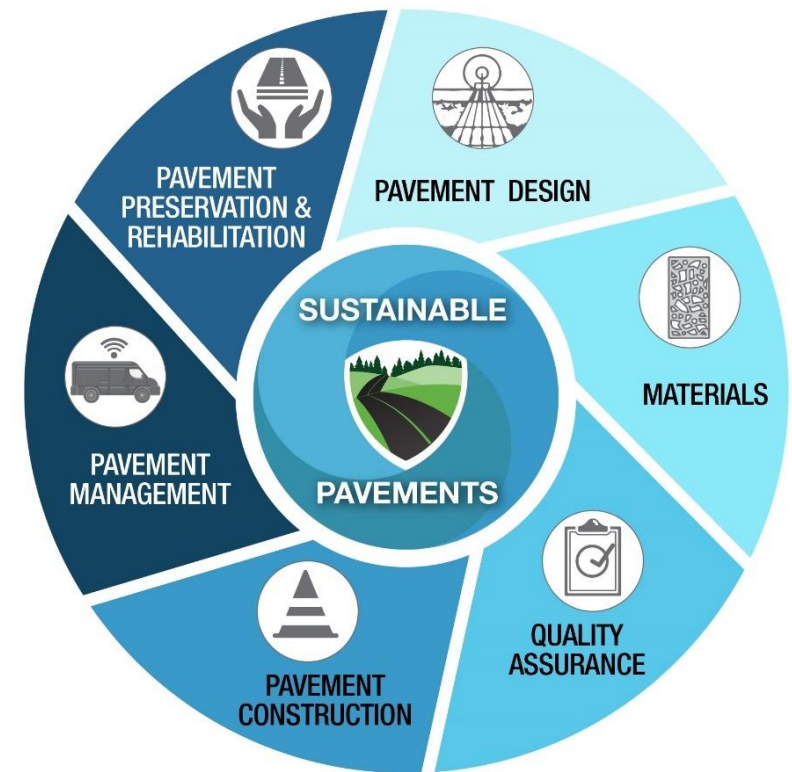 PAVEMENT
PRESERVATION &
REHABILITATION
PAVEMENT DESIGN
MATERIALS
QUALITY
ASSURANCE
PAVEMENT
CONSTRUCTION
PAVEMENT
MANAGEMENT
SUSTAINABLE
PAVEMENTS